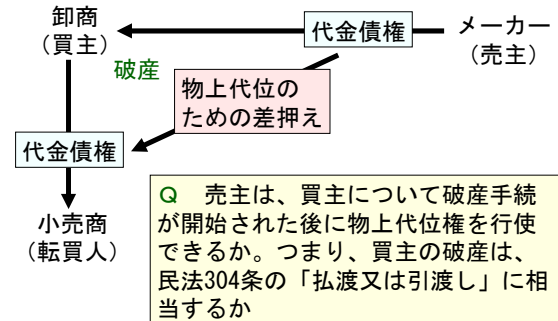 卸商
（買主）
代金債権
メーカー
（売主）
破産
物上代位の
ための差押え
代金債権
小売商
（転買人）
Ｑ　売主は、買主について破産手続
が開始された後に物上代位権を行使
できるか。つまり、買主の破産は、
民法304条の「払渡又は引渡し」に相
当するか